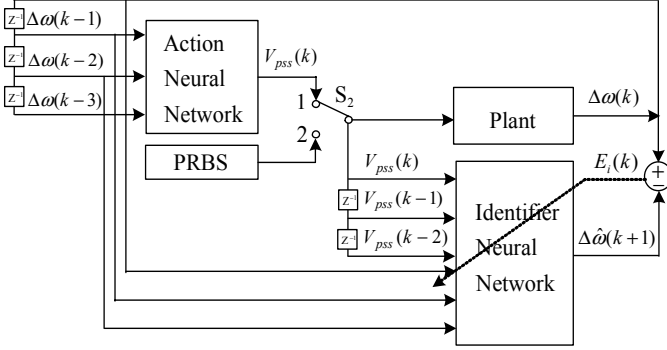 Z⁻¹ Δω(k−1)
Z⁻¹ Δω(k−2)
Z⁻¹ Δω(k−3)
Action
Neural
Network
V_pss(k)
1
S₂
2
PRBS
Plant
Δω(k)
V_pss(k)
Z⁻¹ V_pss(k−1)
Z⁻¹ V_pss(k−2)
Identifier
Neural
Network
E_i(k)
+
−
Δω̂(k+1)